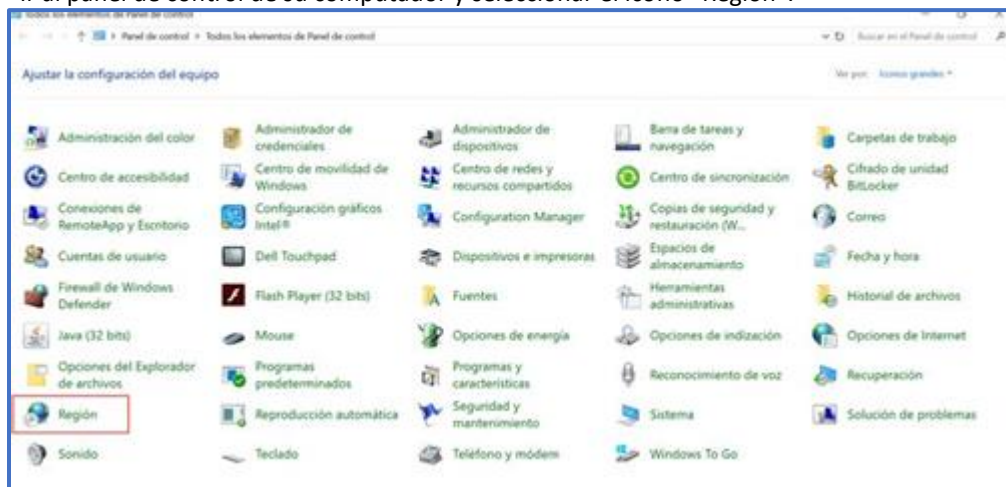 Ir al panel de control de su computador y seleccionar el icono "Región".
Todos los elementos de Panel de control
Panel de control > Todos los elementos de Panel de control
Buscar en el Panel de control
Ajustar la configuración del equipo
Ver por: Iconos grandes
Administración del color
Administrador de
credenciales
Administrador de
dispositivos
Barra de tareas y
navegación
Carpetas de trabajo
Centro de accesibilidad
Centro de movilidad de
Windows
Centro de redes y
recursos compartidos
Centro de sincronización
Cifrado de unidad
BitLocker
Conexiones de
RemoteApp y Escritorio
Configuración gráficos
Intel®
Configuration Manager
Copias de seguridad y
restauración (W...
Correo
Cuentas de usuario
Dell Touchpad
Dispositivos e impresoras
Espacios de
almacenamiento
Fecha y hora
Firewall de Windows
Defender
Flash Player (32 bits)
Fuentes
Herramientas
administrativas
Historial de archivos
Java (32 bits)
Mouse
Opciones de energía
Opciones de indización
Opciones de Internet
Opciones del Explorador
de archivos
Programas
predeterminados
Programas y
características
Reconocimiento de voz
Recuperación
Región
Reproducción automática
Seguridad y
mantenimiento
Sistema
Solución de problemas
Sonido
Teclado
Teléfono y módem
Windows To Go